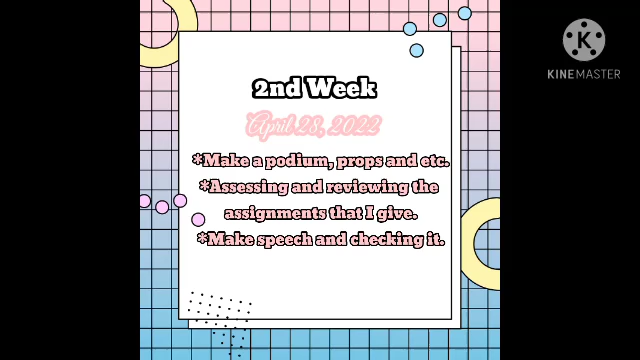 K
KINEMASTER
2nd Week
April 28, 2022
*Make a podium, props and etc.
*Assessing and reviewing the
assignments that I give.
*Make speech and checking it.